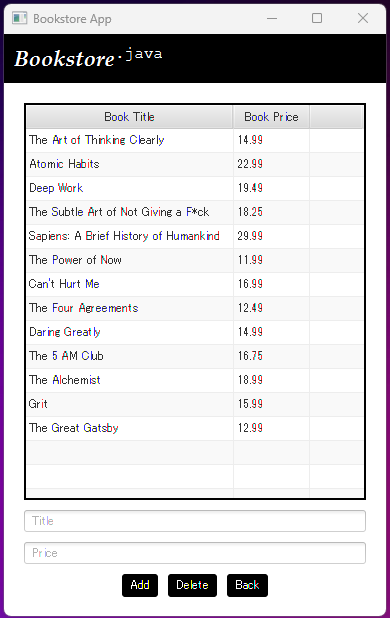 Bookstore App
Bookstore.java
Book Title Book Price
The Art of Thinking Clearly 14.99
Atomic Habits 22.99
Deep Work 19.49
The Subtle Art of Not Giving a F*ck 18.25
Sapiens: A Brief History of Humankind 29.99
The Power of Now 11.99
Can't Hurt Me 16.99
The Four Agreements 12.49
Daring Greatly 14.99
The 5 AM Club 16.75
The Alchemist 18.99
Grit 15.99
The Great Gatsby 12.99
Title
Price
Add Delete Back